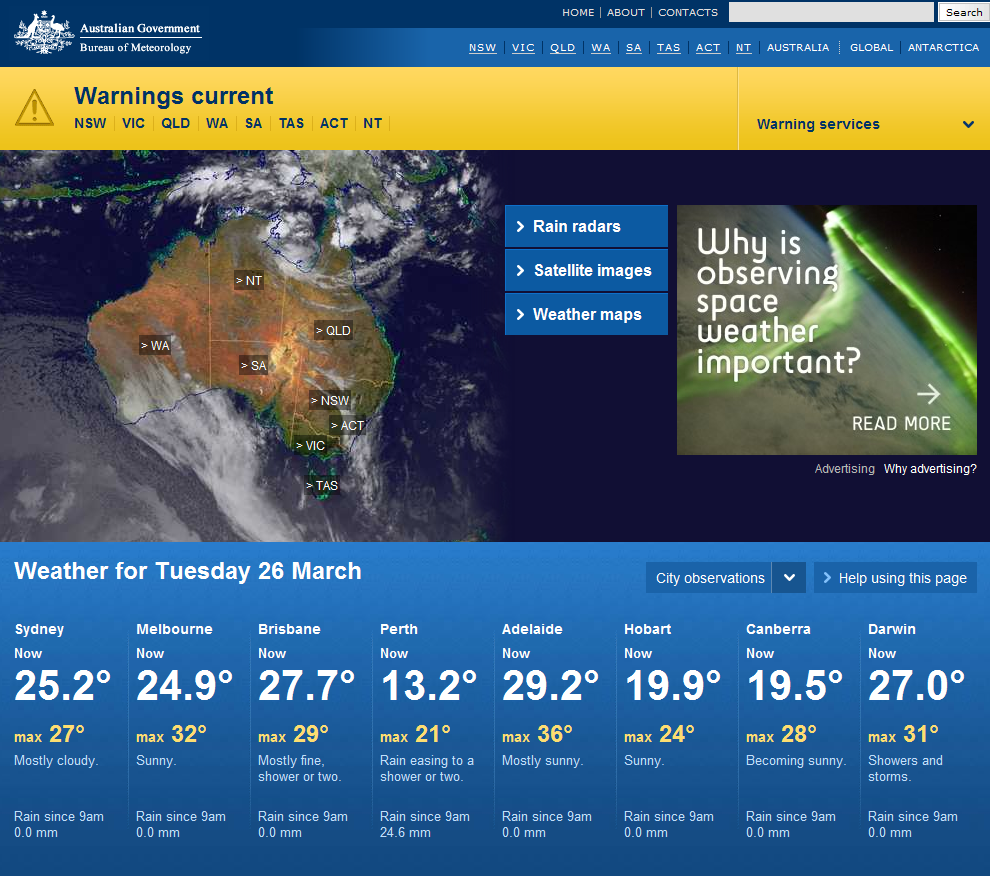 HOME ABOUT CONTACTS Search
Australian Government
Bureau of Meteorology
NSW VIC QLD WA SA TAS ACT NT AUSTRALIA GLOBAL ANTARCTICA
Warnings current
NSW VIC QLD WA SA TAS ACT NT
Warning services
> NT
> QLD
> WA
> SA
> NSW
> ACT
> VIC
> TAS
Rain radars
Satellite images
Weather maps
Why is
observing
space
weather
important?
READ MORE
Advertising Why advertising?
Weather for Tuesday 26 March
City observations
Help using this page
Sydney
Now
25.2°
max 27°
Mostly cloudy.
Rain since 9am
0.0 mm
Melbourne
Now
24.9°
max 32°
Sunny.
Rain since 9am
0.0 mm
Brisbane
Now
27.7°
max 29°
Mostly fine,
shower or two.
Rain since 9am
0.0 mm
Perth
Now
13.2°
max 21°
Rain easing to a
shower or two.
Rain since 9am
24.6 mm
Adelaide
Now
29.2°
max 36°
Mostly sunny.
Rain since 9am
0.0 mm
Hobart
Now
19.9°
max 24°
Sunny.
Rain since 9am
0.0 mm
Canberra
Now
19.5°
max 28°
Becoming sunny.
Rain since 9am
0.0 mm
Darwin
Now
27.0°
max 31°
Showers and
storms.
Rain since 9am
0.0 mm